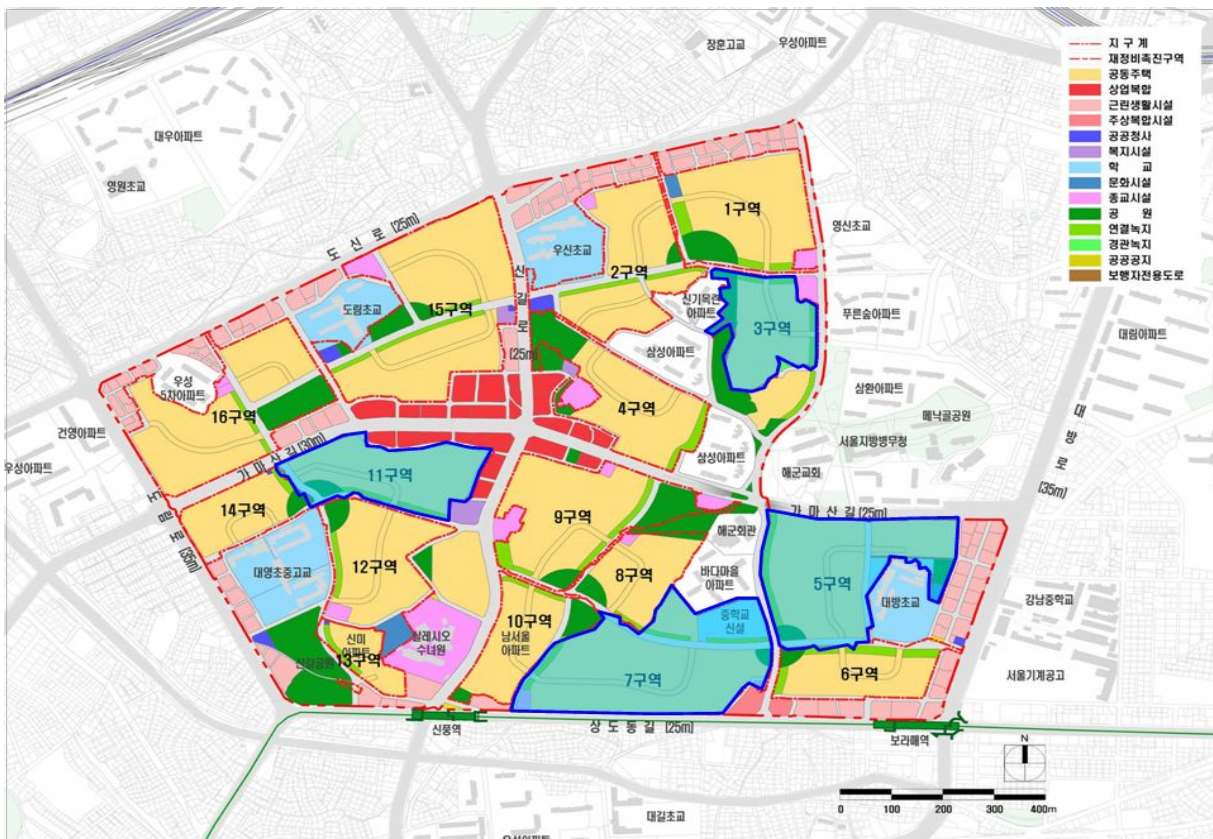 장훈고교
우성아파트
대우아파트
영원초교
지 구 계
재정비촉진구역
공동주택
상업복합
근린생활시설
주상복합시설
공공청사
복지시설
학 교
문화시설
종교시설
공 원
연결녹지
경관녹지
공공공지
보행자전용도로
도 신 로 (25m)
신 길 로 (25m)
우신초교
1구역
영신초교
2구역
신기목련
아파트
3구역
푸른숲아파트
도림초교
15구역
삼성아파트
대림아파트
우성
5차아파트
16구역
4구역
삼환아파트
메낙골공원
서울지방병무청
대 방 로 (35m)
건영아파트
우성아파트
가 마 산 길 (30m)
11구역
삼성아파트
해군교회
도 림 로 (35m)
14구역
9구역
가 마 산 길 (25m)
해군회관
대영초중고교
12구역
8구역
바다마을
아파트
5구역
대방초교
강남중학교
10구역
중학교
신설
신미
아파트
살레시오
수녀원
남서울
아파트
신길공원
13구역
7구역
6구역
서울기계공고
신풍역
상 도 동 길 (25m)
보라매역
N
0 100 200 300 400m
대길초교
우성아파트